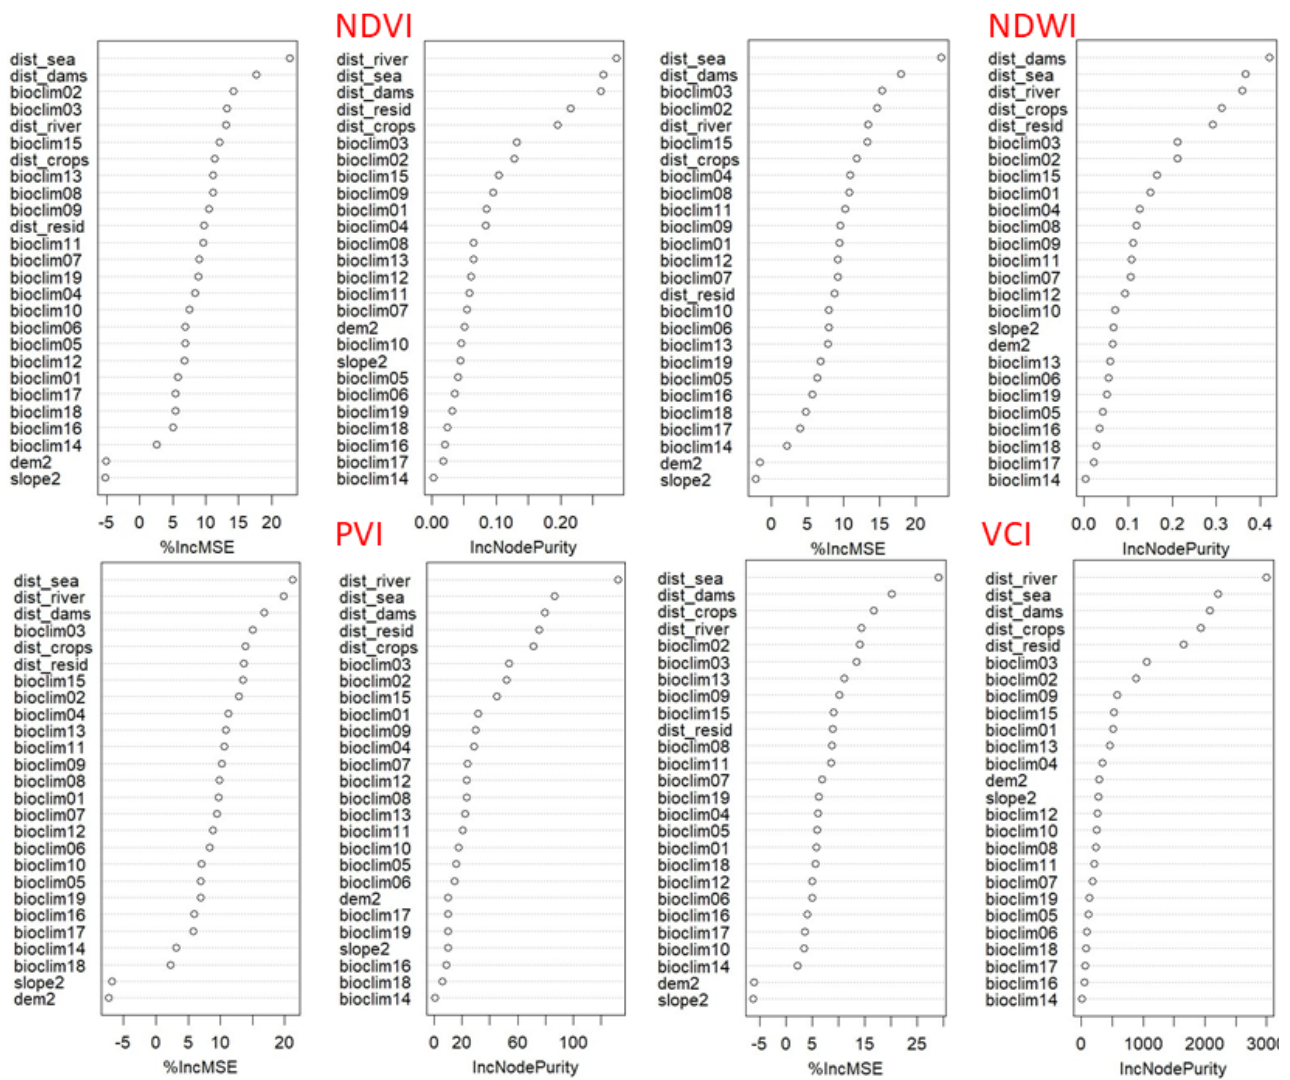 NDVI
dist_sea
dist_dams
bioclim02
bioclim03
dist_river
bioclim15
dist_crops
bioclim13
bioclim08
bioclim09
dist_resid
bioclim11
bioclim07
bioclim19
bioclim04
bioclim10
bioclim06
bioclim05
bioclim12
bioclim01
bioclim17
bioclim18
bioclim16
bioclim14
dem2
slope2
-5 0 5 10 15 20
%IncMSE
dist_river
dist_sea
dist_dams
dist_resid
dist_crops
bioclim03
bioclim02
bioclim15
bioclim09
bioclim01
bioclim04
bioclim08
bioclim13
bioclim12
bioclim11
bioclim07
dem2
bioclim10
slope2
bioclim05
bioclim06
bioclim19
bioclim18
bioclim16
bioclim17
bioclim14
0.00 0.10 0.20
IncNodePurity
NDWI
dist_sea
dist_dams
bioclim03
bioclim02
dist_river
bioclim15
dist_crops
bioclim04
bioclim08
bioclim11
bioclim09
bioclim01
bioclim12
bioclim07
dist_resid
bioclim10
bioclim06
bioclim13
bioclim19
bioclim05
bioclim16
bioclim18
bioclim17
bioclim14
dem2
slope2
0 5 10 15 20
%IncMSE
dist_dams
dist_sea
dist_river
dist_crops
dist_resid
bioclim03
bioclim02
bioclim15
bioclim01
bioclim04
bioclim08
bioclim09
bioclim11
bioclim07
bioclim12
bioclim10
slope2
dem2
bioclim13
bioclim06
bioclim19
bioclim05
bioclim16
bioclim18
bioclim17
bioclim14
0.0 0.1 0.2 0.3 0.4
IncNodePurity
PVI
dist_sea
dist_river
dist_dams
bioclim03
dist_crops
dist_resid
bioclim15
bioclim02
bioclim04
bioclim13
bioclim11
bioclim09
bioclim08
bioclim01
bioclim07
bioclim12
bioclim06
bioclim10
bioclim05
bioclim19
bioclim16
bioclim17
bioclim14
bioclim18
slope2
dem2
-5 0 5 10 20
%IncMSE
dist_river
dist_sea
dist_dams
dist_resid
dist_crops
bioclim03
bioclim02
bioclim15
bioclim01
bioclim09
bioclim04
bioclim07
bioclim12
bioclim08
bioclim13
bioclim11
bioclim10
bioclim05
bioclim06
dem2
bioclim17
bioclim19
slope2
bioclim16
bioclim18
bioclim14
0 20 60 100
IncNodePurity
VCI
dist_sea
dist_dams
dist_crops
dist_river
bioclim02
bioclim03
bioclim13
bioclim09
bioclim15
dist_resid
bioclim08
bioclim11
bioclim07
bioclim19
bioclim04
bioclim05
bioclim01
bioclim18
bioclim12
bioclim06
bioclim16
bioclim17
bioclim10
bioclim14
dem2
slope2
-5 0 5 15 25
%IncMSE
dist_river
dist_sea
dist_dams
dist_crops
dist_resid
bioclim03
bioclim02
bioclim09
bioclim15
bioclim01
bioclim13
bioclim04
dem2
slope2
bioclim12
bioclim10
bioclim08
bioclim11
bioclim07
bioclim19
bioclim05
bioclim06
bioclim18
bioclim17
bioclim16
bioclim14
0 1000 2000
IncNodePurity